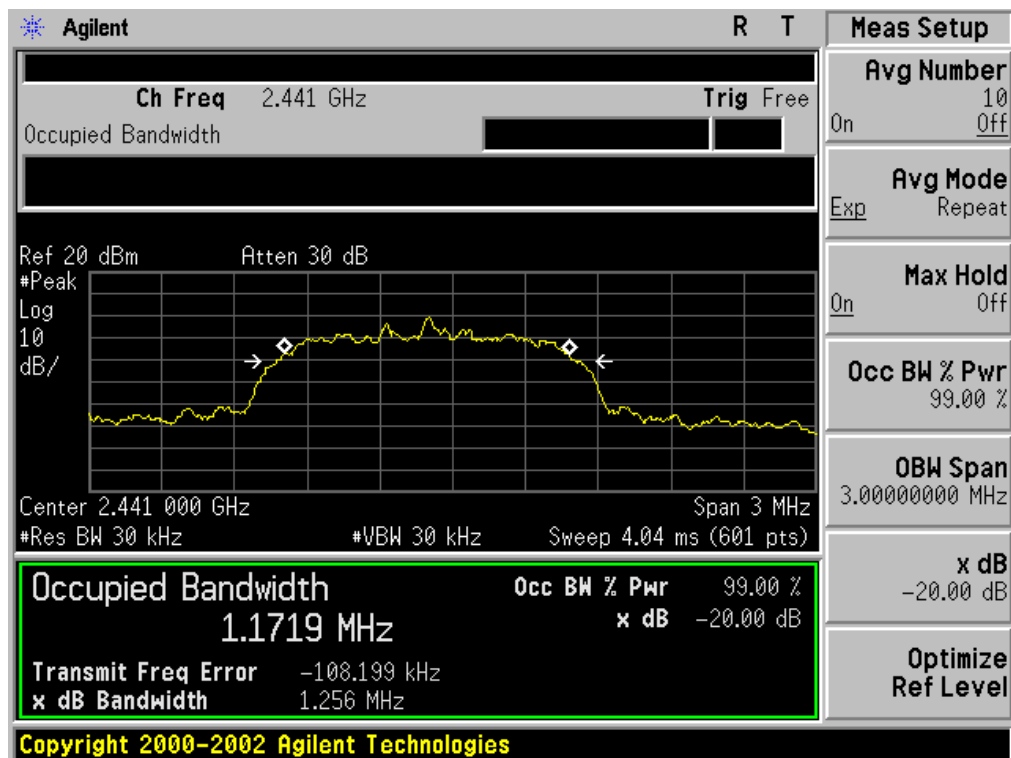 Agilent R T
Ch Freq 2.441 GHz Trig Free
Occupied Bandwidth
Ref 20 dBm Atten 30 dB
#Peak
Log
10
dB/
Center 2.441 000 GHz Span 3 MHz
#Res BW 30 kHz #VBW 30 kHz Sweep 4.04 ms (601 pts)
Occupied Bandwidth Occ BW % Pwr 99.00 %
1.1719 MHz x dB -20.00 dB
Transmit Freq Error -108.199 kHz
x dB Bandwidth 1.256 MHz
Copyright 2000-2002 Agilent Technologies
Meas Setup
Avg Number
10
On Off
Avg Mode
Exp Repeat
Max Hold
On Off
Occ BW % Pwr
99.00 %
OBW Span
3.00000000 MHz
x dB
-20.00 dB
Optimize
Ref Level